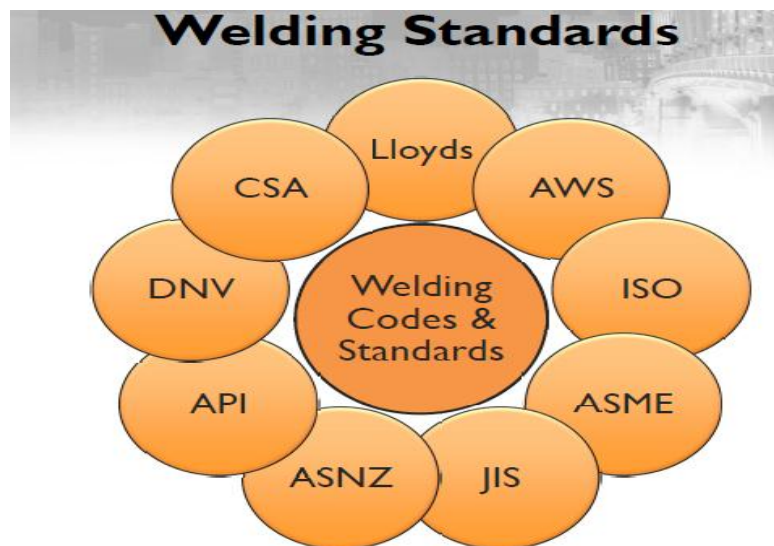 Welding Standards
Lloyds
CSA
AWS
DNV
Welding
Codes &
Standards
ISO
API
ASME
ASNZ
JIS